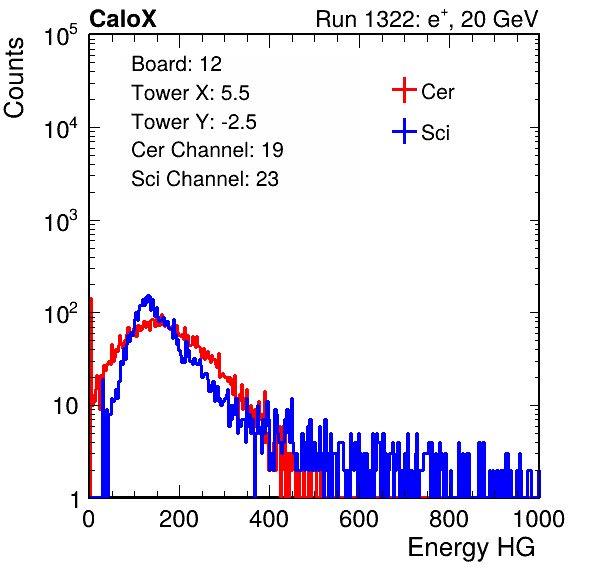 CaloX Run 1322: e⁺, 20 GeV
Counts
10⁵
10⁴
10³
10²
10
1
Board: 12
Tower X: 5.5
Tower Y: -2.5
Cer Channel: 19
Sci Channel: 23
Cer
Sci
0 200 400 600 800 1000
Energy HG